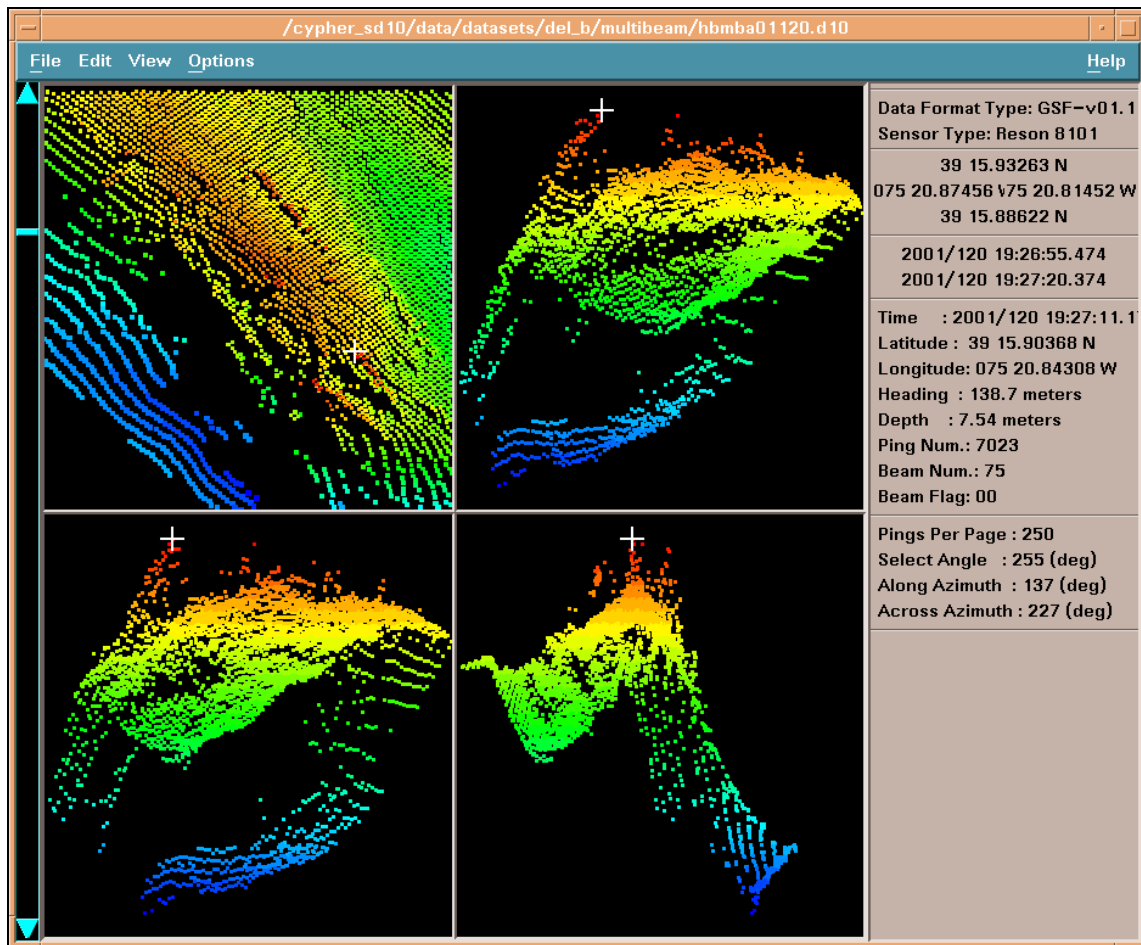 /cypher_sd10/data/datasets/del_b/multibeam/hbmba01120.d10
File Edit View Options Help
Data Format Type: GSF-v01.1
Sensor Type: Reson 8101
39 15.93263 N
075 20.87456 \/75 20.81452 W
39 15.88622 N
2001/120 19:26:55.474
2001/120 19:27:20.374
Time : 2001/120 19:27:11.1
Latitude : 39 15.90368 N
Longitude: 075 20.84308 W
Heading : 138.7 meters
Depth : 7.54 meters
Ping Num.: 7023
Beam Num.: 75
Beam Flag: 00
Pings Per Page : 250
Select Angle : 255 (deg)
Along Azimuth : 137 (deg)
Across Azimuth : 227 (deg)